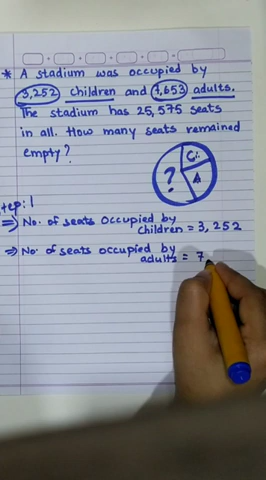 * A stadium was occupied by
3,252 children and 7,653 adults.
The stadium has 25,575 seats
in all. How many seats remained
empty?
? C: A
tep:1
⇒ No. of seats occupied by
children = 3,252
⇒ No. of seats occupied by
adults = 7